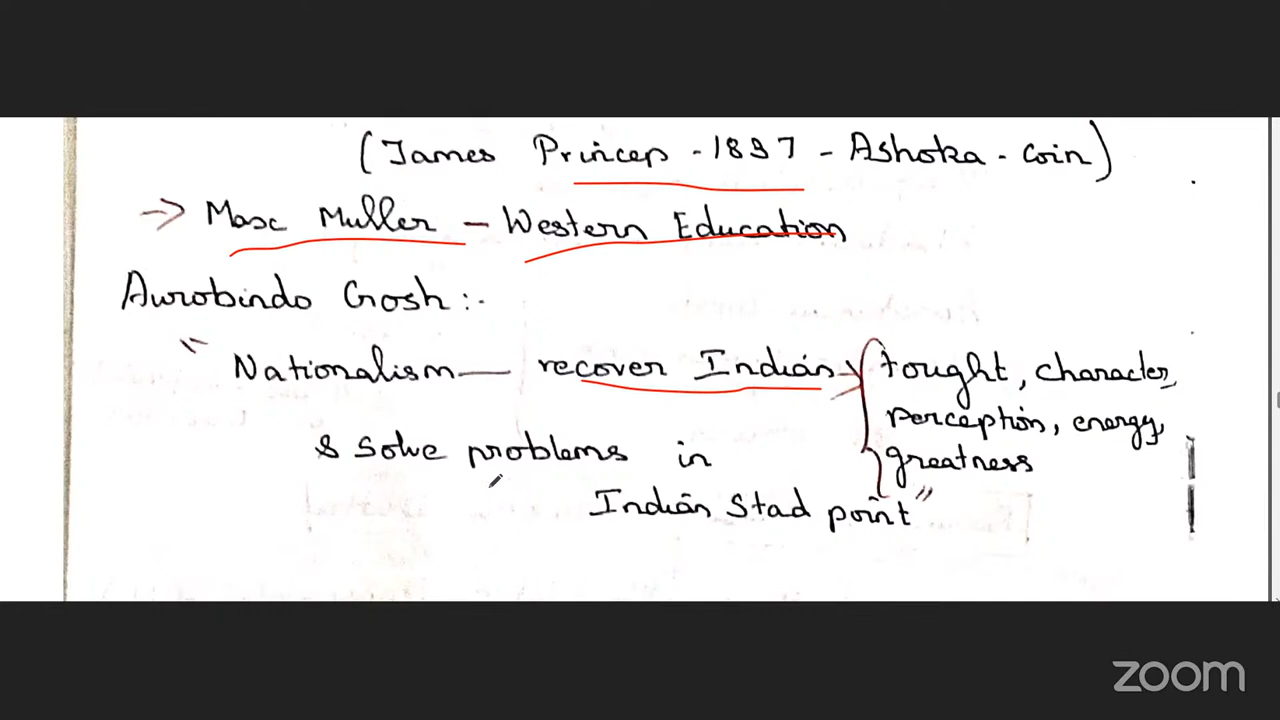 (James Princep - 1837 - Ashoka - coin)
→ Max Muller - Western Education
Aurobindo Gosh :-
" Nationalism — recover Indian { tought, character,
perception, energy,
& solve problems in greatness
Indian Stad point "
zoom